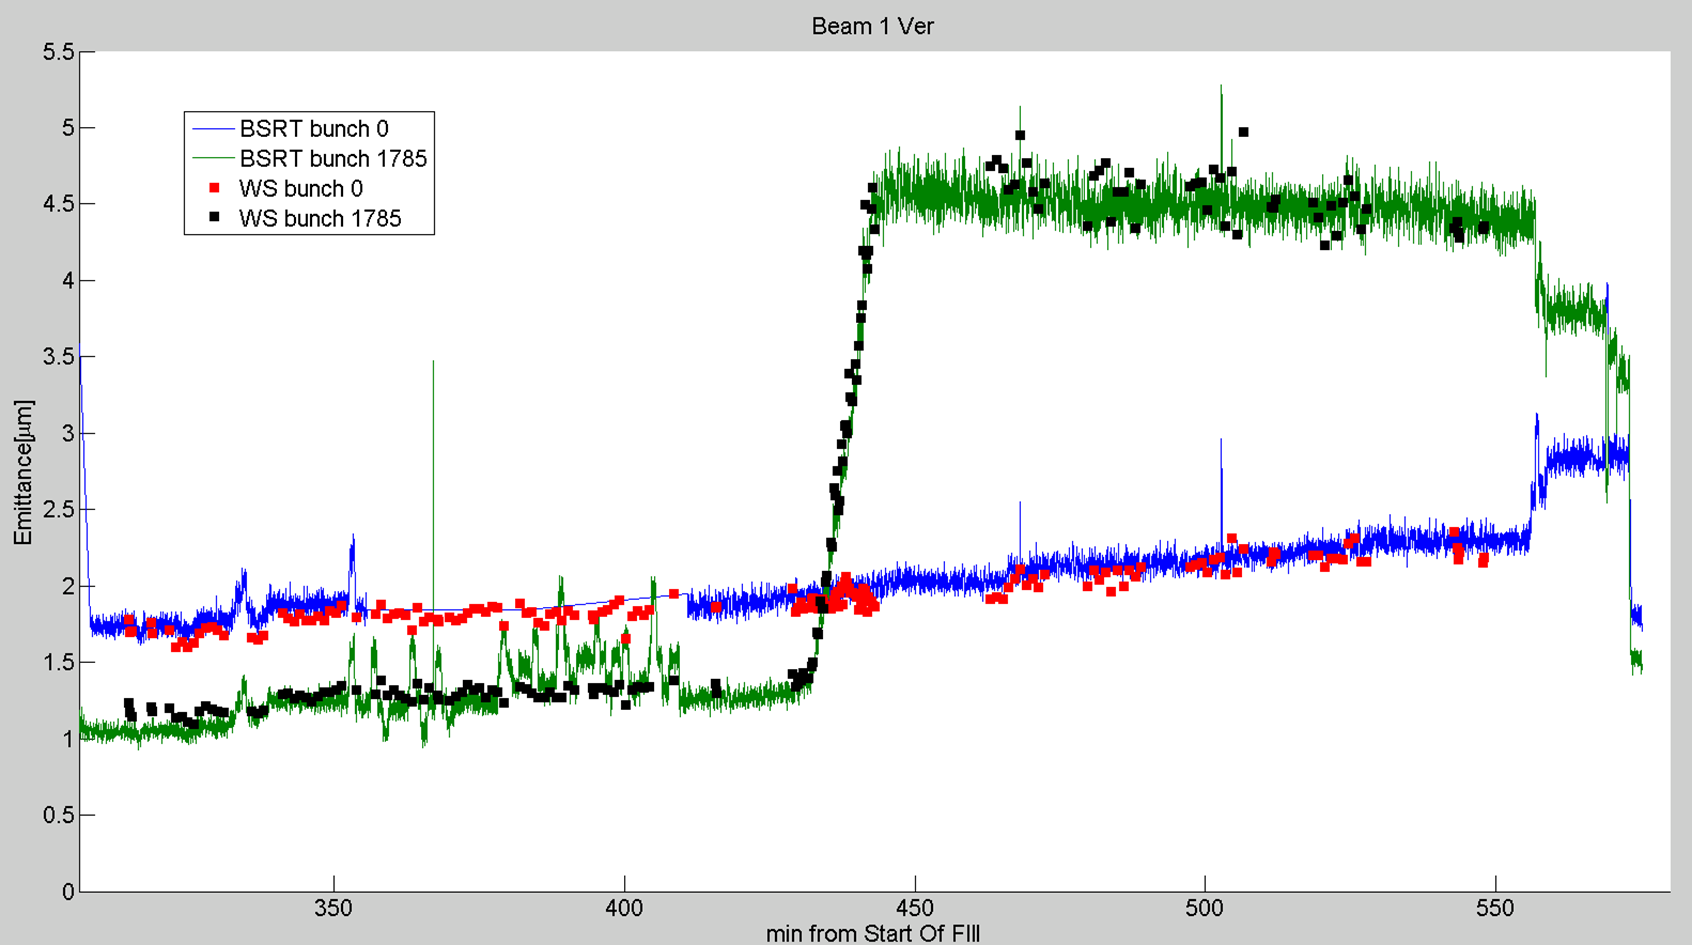 Beam 1 Ver
5.5
5
4.5
4
3.5
3
2.5
2
1.5
1
0.5
0
Emittance[µm]
BSRT bunch 0
BSRT bunch 1785
WS bunch 0
WS bunch 1785
350
400
450
500
550
min from Start Of FIll